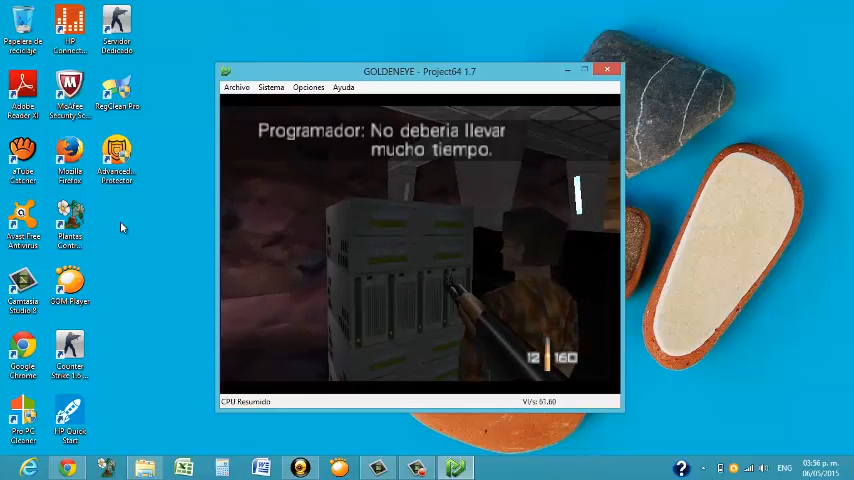 Papelera de
reciclaje
HP
Connect...
Servidor
Dedicado
Adobe
Reader XI
McAfee
Security Se...
RegClean Pro
aTube
Catcher
Mozilla
Firefox
Advanced...
Protector
Avast Free
Antivirus
Plantas
Contr...
Camtasia
Studio 8
GOM Player
Google
Chrome
Counter
Strike 1.6 ...
Pro PC
Cleaner
HP Quick
Start
GOLDENEYE - Project64 1.7
Archivo Sistema Opciones Ayuda
Programador: No deberia llevar
mucho tiempo.
12 160
CPU Resumido VI/s: 61.60
ENG
03:56 p. m.
06/05/2015